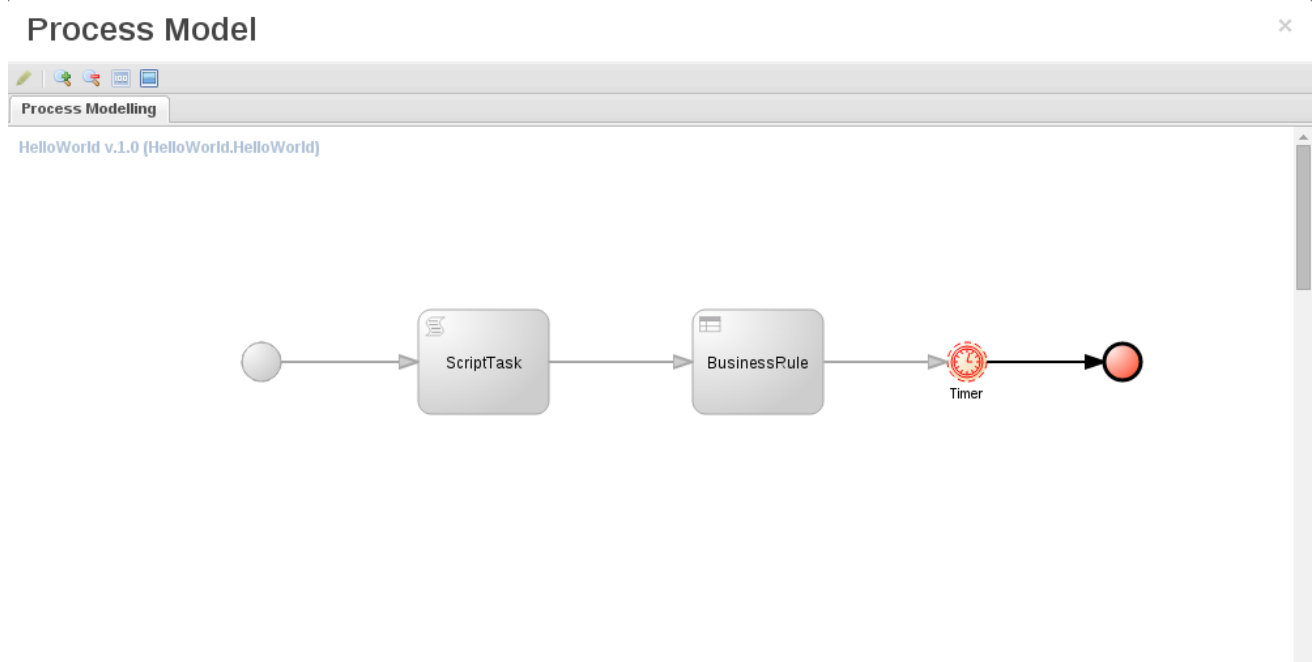 Process Model
Process Modelling
HelloWorld v.1.0 (HelloWorld.HelloWorld)
ScriptTask
BusinessRule
Timer